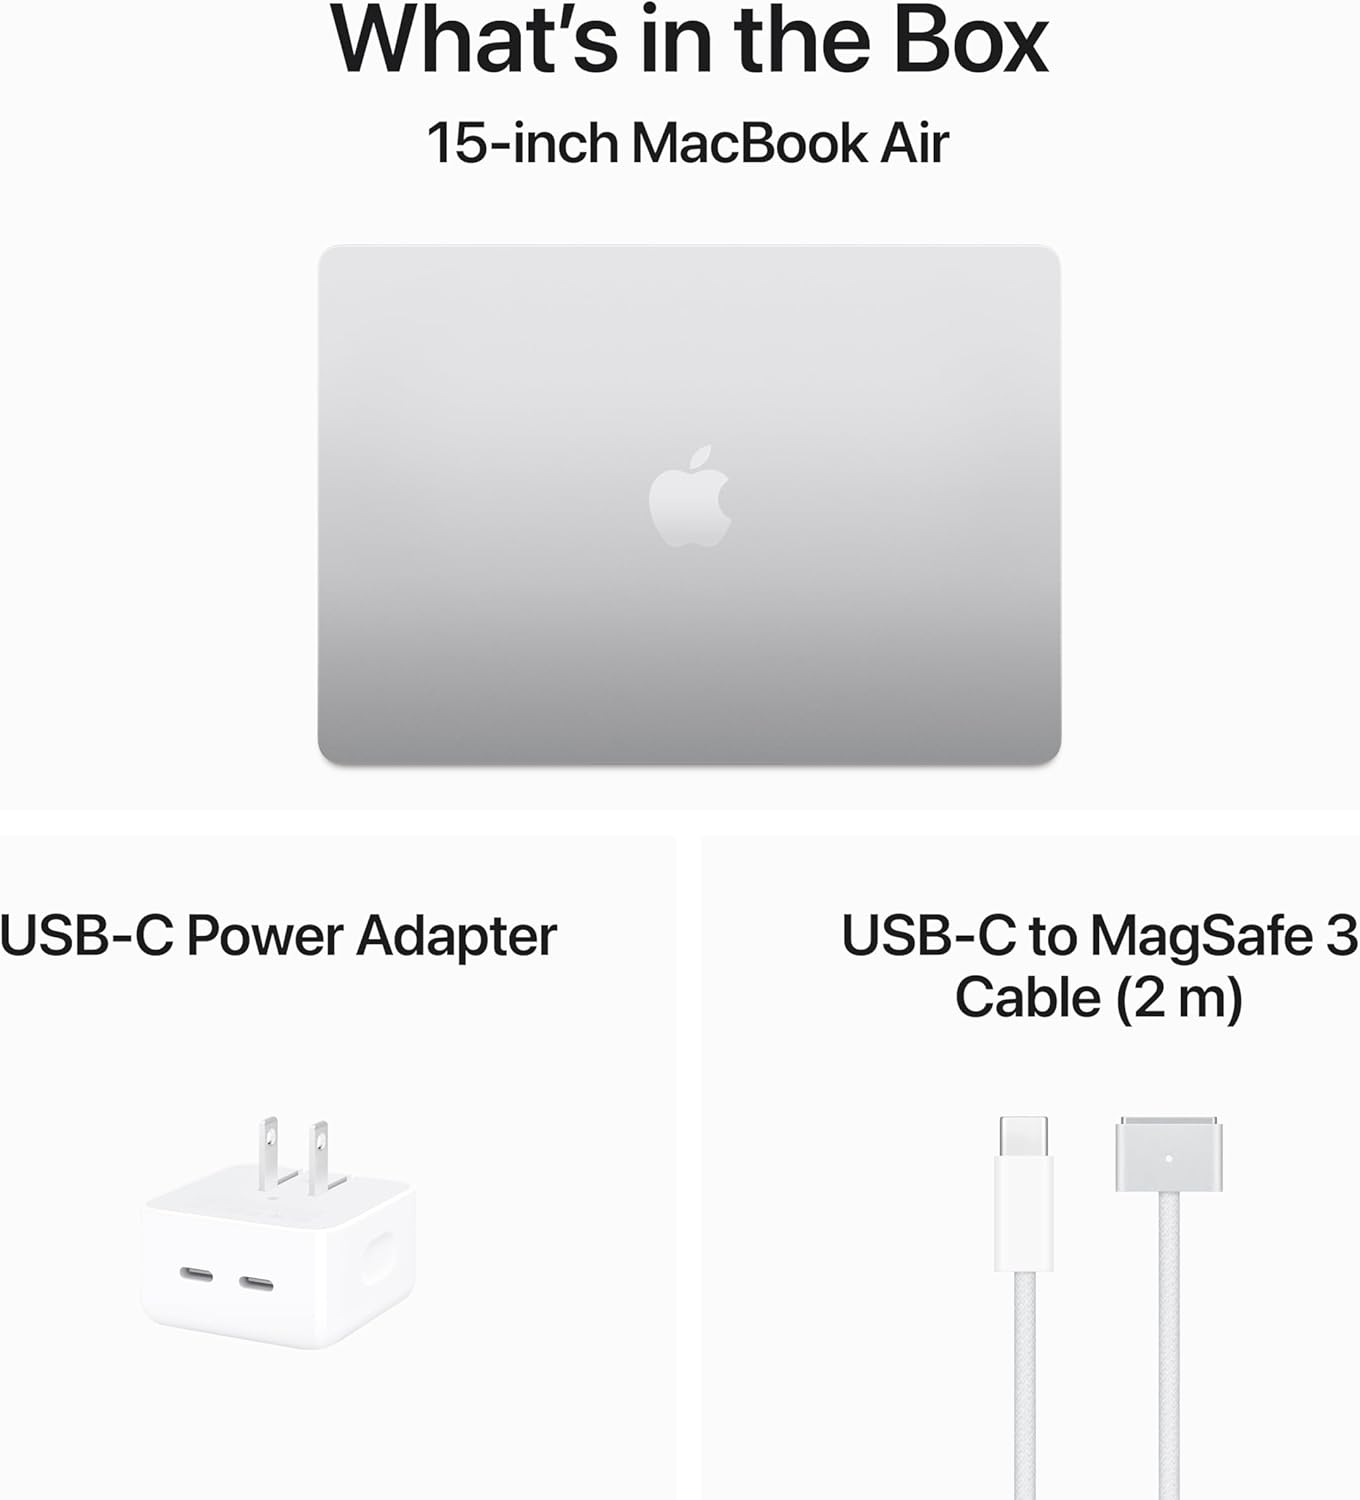 What’s in the Box
15-inch MacBook Air
USB-C Power Adapter
USB-C to MagSafe 3
Cable (2 m)